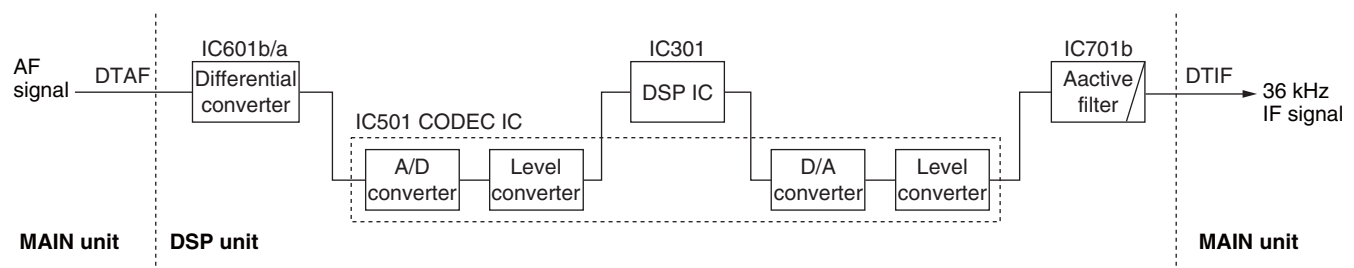 AF
signal
DTAF
IC601b/a
Differential
converter
IC501 CODEC IC
A/D
converter
Level
converter
IC301
DSP IC
D/A
converter
Level
converter
IC701b
Aactive
filter
DTIF
36 kHz
IF signal
MAIN unit
DSP unit
MAIN unit